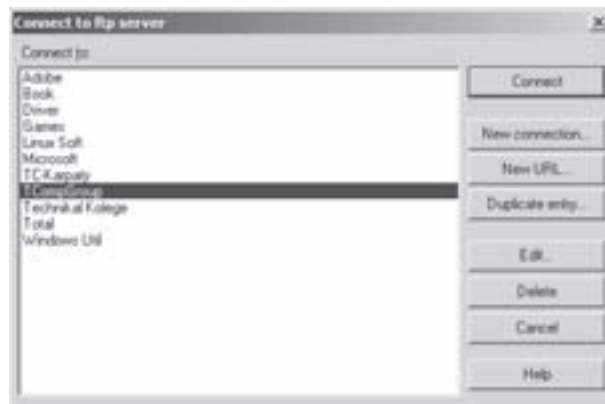 Connect to ftp server
Connect to:
Adobe
Book
Driver
Games
Linux Soft
Microsoft
TC-Karpaty
TCompGroup
Technikal Kolege
Total
Windows Util
Connect
New connection...
New URL...
Duplicate entry...
Edit...
Delete
Cancel
Help